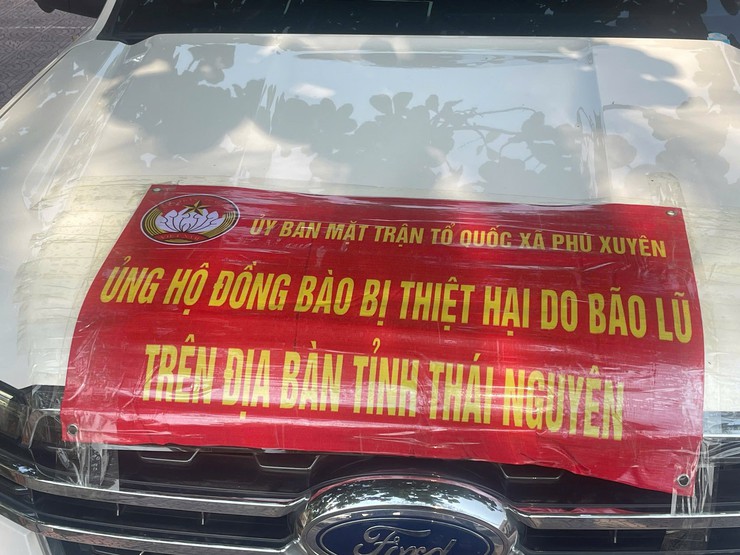 ỦY BAN MẶT TRẬN TỔ QUỐC XÃ PHÚ XUYÊN
ỦNG HỘ ĐỒNG BÀO BỊ THIỆT HẠI DO BÃO LŨ
TRÊN ĐỊA BÀN TỈNH THÁI NGUYÊN
Ford